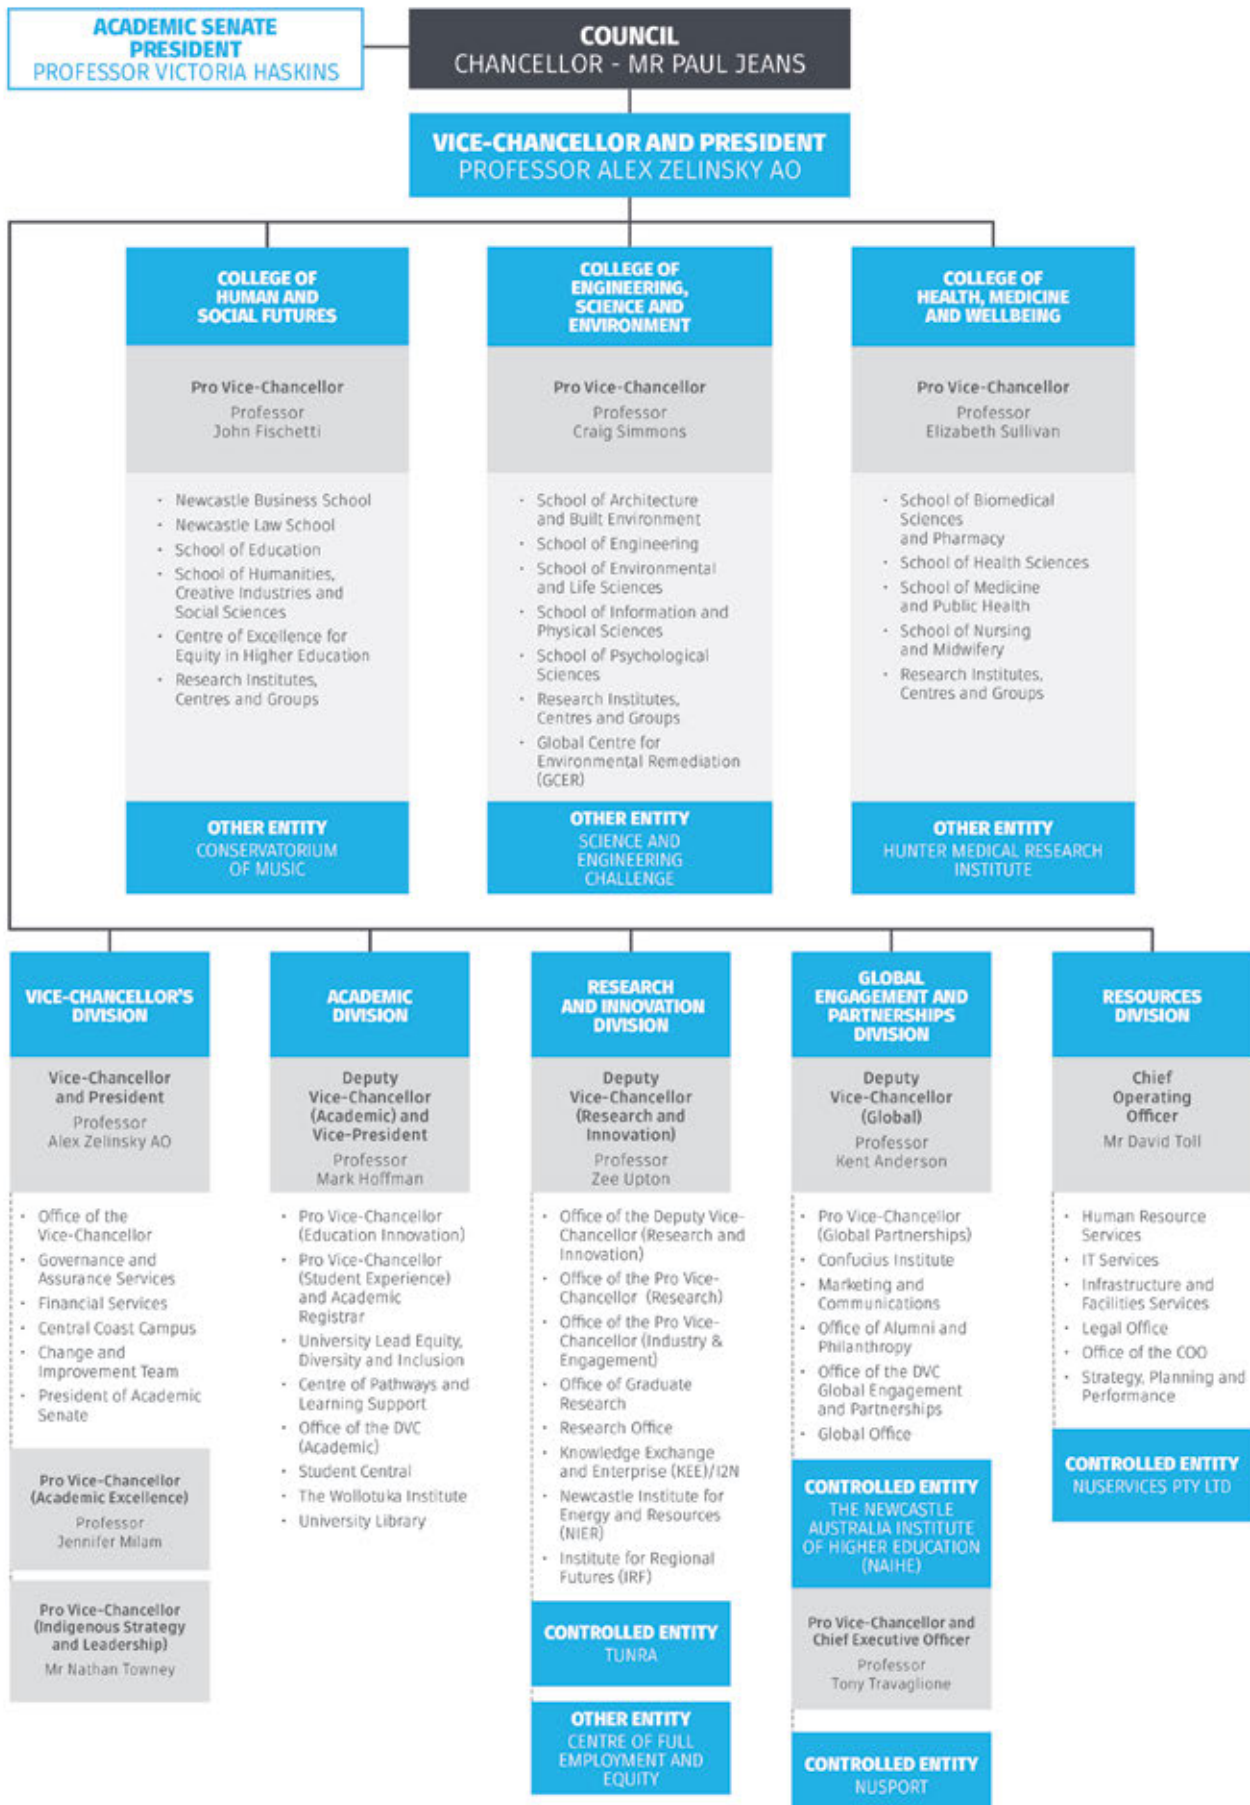 ACADEMIC SENATE
PRESIDENT
PROFESSOR VICTORIA HASKINS
COUNCIL
CHANCELLOR - MR PAUL JEANS
VICE-CHANCELLOR AND PRESIDENT
PROFESSOR ALEX ZELINSKY AO
COLLEGE OF
HUMAN AND
SOCIAL FUTURES
Pro Vice-Chancellor
Professor
John Fischetti
• Newcastle Business School
• Newcastle Law School
• School of Education
• School of Humanities,
Creative Industries and
Social Sciences
• Centre of Excellence for
Equity in Higher Education
• Research Institutes,
Centres and Groups
OTHER ENTITY
CONSERVATORIUM
OF MUSIC
COLLEGE OF
ENGINEERING,
SCIENCE AND
ENVIRONMENT
Pro Vice-Chancellor
Professor
Craig Simmons
• School of Architecture
and Built Environment
• School of Engineering
• School of Environmental
and Life Sciences
• School of Information and
Physical Sciences
• School of Psychological
Sciences
• Research Institutes,
Centres and Groups
• Global Centre for
Environmental Remediation
(GCER)
OTHER ENTITY
SCIENCE AND
ENGINEERING
CHALLENGE
COLLEGE OF
HEALTH, MEDICINE
AND WELLBEING
Pro Vice-Chancellor
Professor
Elizabeth Sullivan
• School of Biomedical
Sciences
and Pharmacy
• School of Health Sciences
• School of Medicine
and Public Health
• School of Nursing
and Midwifery
• Research Institutes,
Centres and Groups
OTHER ENTITY
HUNTER MEDICAL RESEARCH
INSTITUTE
VICE-CHANCELLOR'S
DIVISION
Vice-Chancellor
and President
Professor
Alex Zelinsky AO
• Office of the
Vice-Chancellor
• Governance and
Assurance Services
• Financial Services
• Central Coast Campus
• Change and
Improvement Team
• President of Academic
Senate
Pro Vice-Chancellor
(Academic Excellence)
Professor
Jennifer Milam
Pro Vice-Chancellor
(Indigenous Strategy
and Leadership)
Mr Nathan Towney
ACADEMIC
DIVISION
Deputy
Vice-Chancellor
(Academic) and
Vice-President
Professor
Mark Hoffman
• Pro Vice-Chancellor
(Education Innovation)
• Pro Vice-Chancellor
(Student Experience)
and Academic
Registrar
• University Lead Equity,
Diversity and Inclusion
• Centre of Pathways and
Learning Support
• Office of the DVC
(Academic)
• Student Central
• The Wollotuka Institute
• University Library
RESEARCH
AND INNOVATION
DIVISION
Deputy
Vice-Chancellor
(Research and
Innovation)
Professor
Zee Upton
• Office of the Deputy Vice-
Chancellor (Research and
Innovation)
• Office of the Pro Vice-
Chancellor (Research)
• Office of the Pro Vice-
Chancellor (Industry &
Engagement)
• Office of Graduate
Research
• Research Office
• Knowledge Exchange
and Enterprise (KEE)/I2N
• Newcastle Institute for
Energy and Resources
(NIER)
• Institute for Regional
Futures (IRF)
CONTROLLED ENTITY
TUNRA
OTHER ENTITY
CENTRE OF FULL
EMPLOYMENT AND
EQUITY
GLOBAL
ENGAGEMENT AND
PARTNERSHIPS
DIVISION
Deputy
Vice-Chancellor
(Global)
Professor
Kent Anderson
• Pro Vice-Chancellor
(Global Partnerships)
• Confucius Institute
• Marketing and
Communications
• Office of Alumni and
Philanthropy
• Office of the DVC
Global Engagement
and Partnerships
• Global Office
CONTROLLED ENTITY
THE NEWCASTLE
AUSTRALIA INSTITUTE
OF HIGHER EDUCATION
(NAIHE)
Pro Vice-Chancellor and
Chief Executive Officer
Professor
Tony Travaglione
CONTROLLED ENTITY
NUSPORT
RESOURCES
DIVISION
Chief
Operating
Officer
Mr David Toll
• Human Resource
Services
• IT Services
• Infrastructure and
Facilities Services
• Legal Office
• Office of the COO
• Strategy, Planning and
Performance
CONTROLLED ENTITY
NUSERVICES PTY LTD